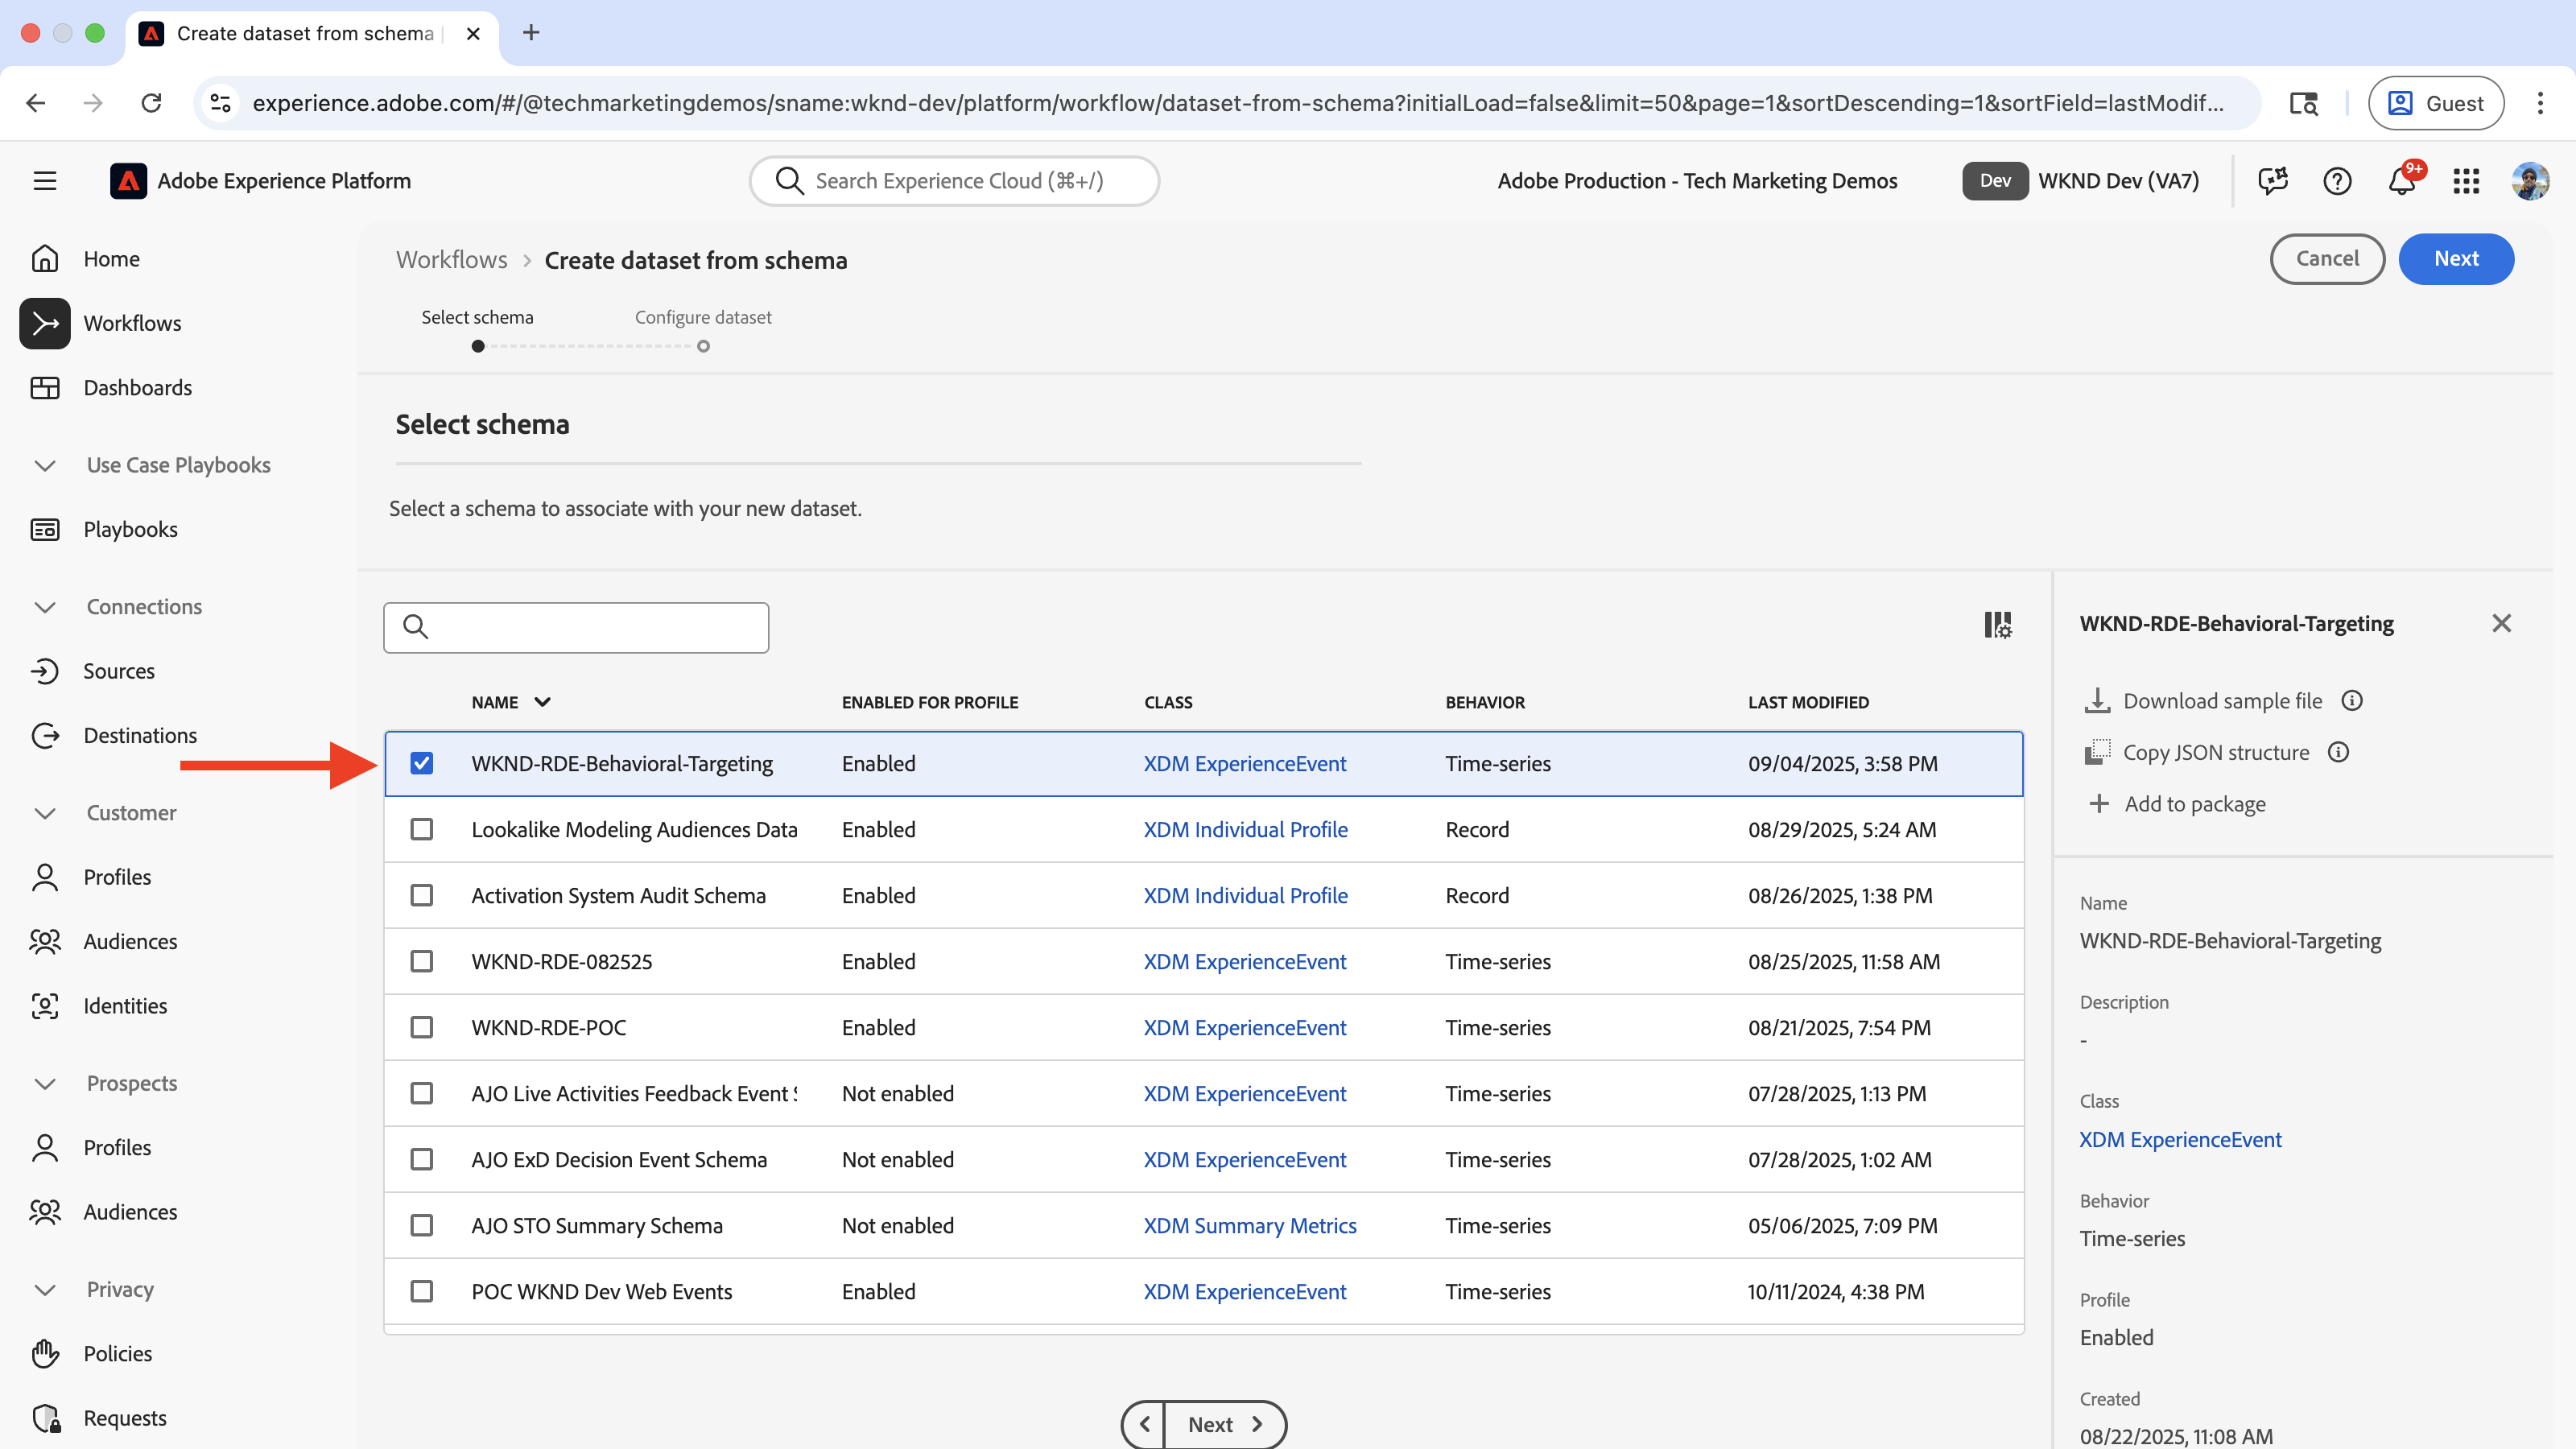 Create dataset from schema
experience.adobe.com/#/@techmarketingdemos/sname:wknd-dev/platform/workflow/dataset-from-schema?initialLoad=false&limit=50&page=1&sortDescending=1&sortField=lastModif...
Guest
Adobe Experience Platform
Search Experience Cloud (⌘+/)
Adobe Production - Tech Marketing Demos
Dev
WKND Dev (VA7)
9+
Home
Workflows
Dashboards
Use Case Playbooks
Playbooks
Connections
Sources
Destinations
Customer
Profiles
Audiences
Identities
Prospects
Profiles
Audiences
Privacy
Policies
Requests
Workflows > Create dataset from schema
Cancel
Next
Select schema
Configure dataset
Select schema
Select a schema to associate with your new dataset.
NAME ENABLED FOR PROFILE CLASS BEHAVIOR LAST MODIFIED
WKND-RDE-Behavioral-Targeting Enabled XDM ExperienceEvent Time-series 09/04/2025, 3:58 PM
Lookalike Modeling Audiences Data Enabled XDM Individual Profile Record 08/29/2025, 5:24 AM
Activation System Audit Schema Enabled XDM Individual Profile Record 08/26/2025, 1:38 PM
WKND-RDE-082525 Enabled XDM ExperienceEvent Time-series 08/25/2025, 11:58 AM
WKND-RDE-POC Enabled XDM ExperienceEvent Time-series 08/21/2025, 7:54 PM
AJO Live Activities Feedback Event Not enabled XDM ExperienceEvent Time-series 07/28/2025, 1:13 PM
AJO ExD Decision Event Schema Not enabled XDM ExperienceEvent Time-series 07/28/2025, 1:02 AM
AJO STO Summary Schema Not enabled XDM Summary Metrics Time-series 05/06/2025, 7:09 PM
POC WKND Dev Web Events Enabled XDM ExperienceEvent Time-series 10/11/2024, 4:38 PM
Next
WKND-RDE-Behavioral-Targeting
Download sample file
Copy JSON structure
Add to package
Name
WKND-RDE-Behavioral-Targeting
Description
-
Class
XDM ExperienceEvent
Behavior
Time-series
Profile
Enabled
Created
08/22/2025, 11:08 AM